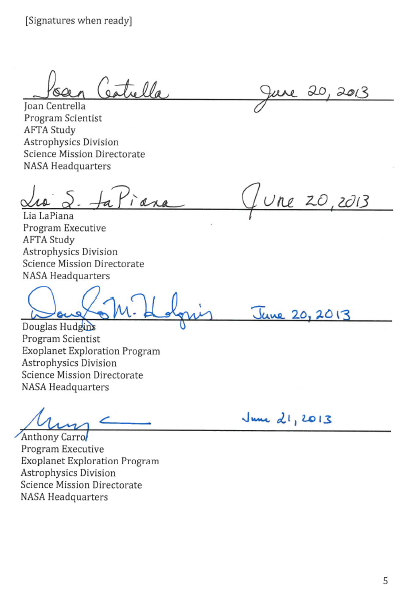 [Signatures when ready]
Joan Centrella June 20, 2013
Joan Centrella
Program Scientist
AFTA Study
Astrophysics Division
Science Mission Directorate
NASA Headquarters
Lia S. LaPiana June 20, 2013
Lia LaPiana
Program Executive
AFTA Study
Astrophysics Division
Science Mission Directorate
NASA Headquarters
Douglas M. Hudgins June 20, 2013
Douglas Hudgins
Program Scientist
Exoplanet Exploration Program
Astrophysics Division
Science Mission Directorate
NASA Headquarters
June 21, 2013
Anthony Carro
Program Executive
Exoplanet Exploration Program
Astrophysics Division
Science Mission Directorate
NASA Headquarters
5